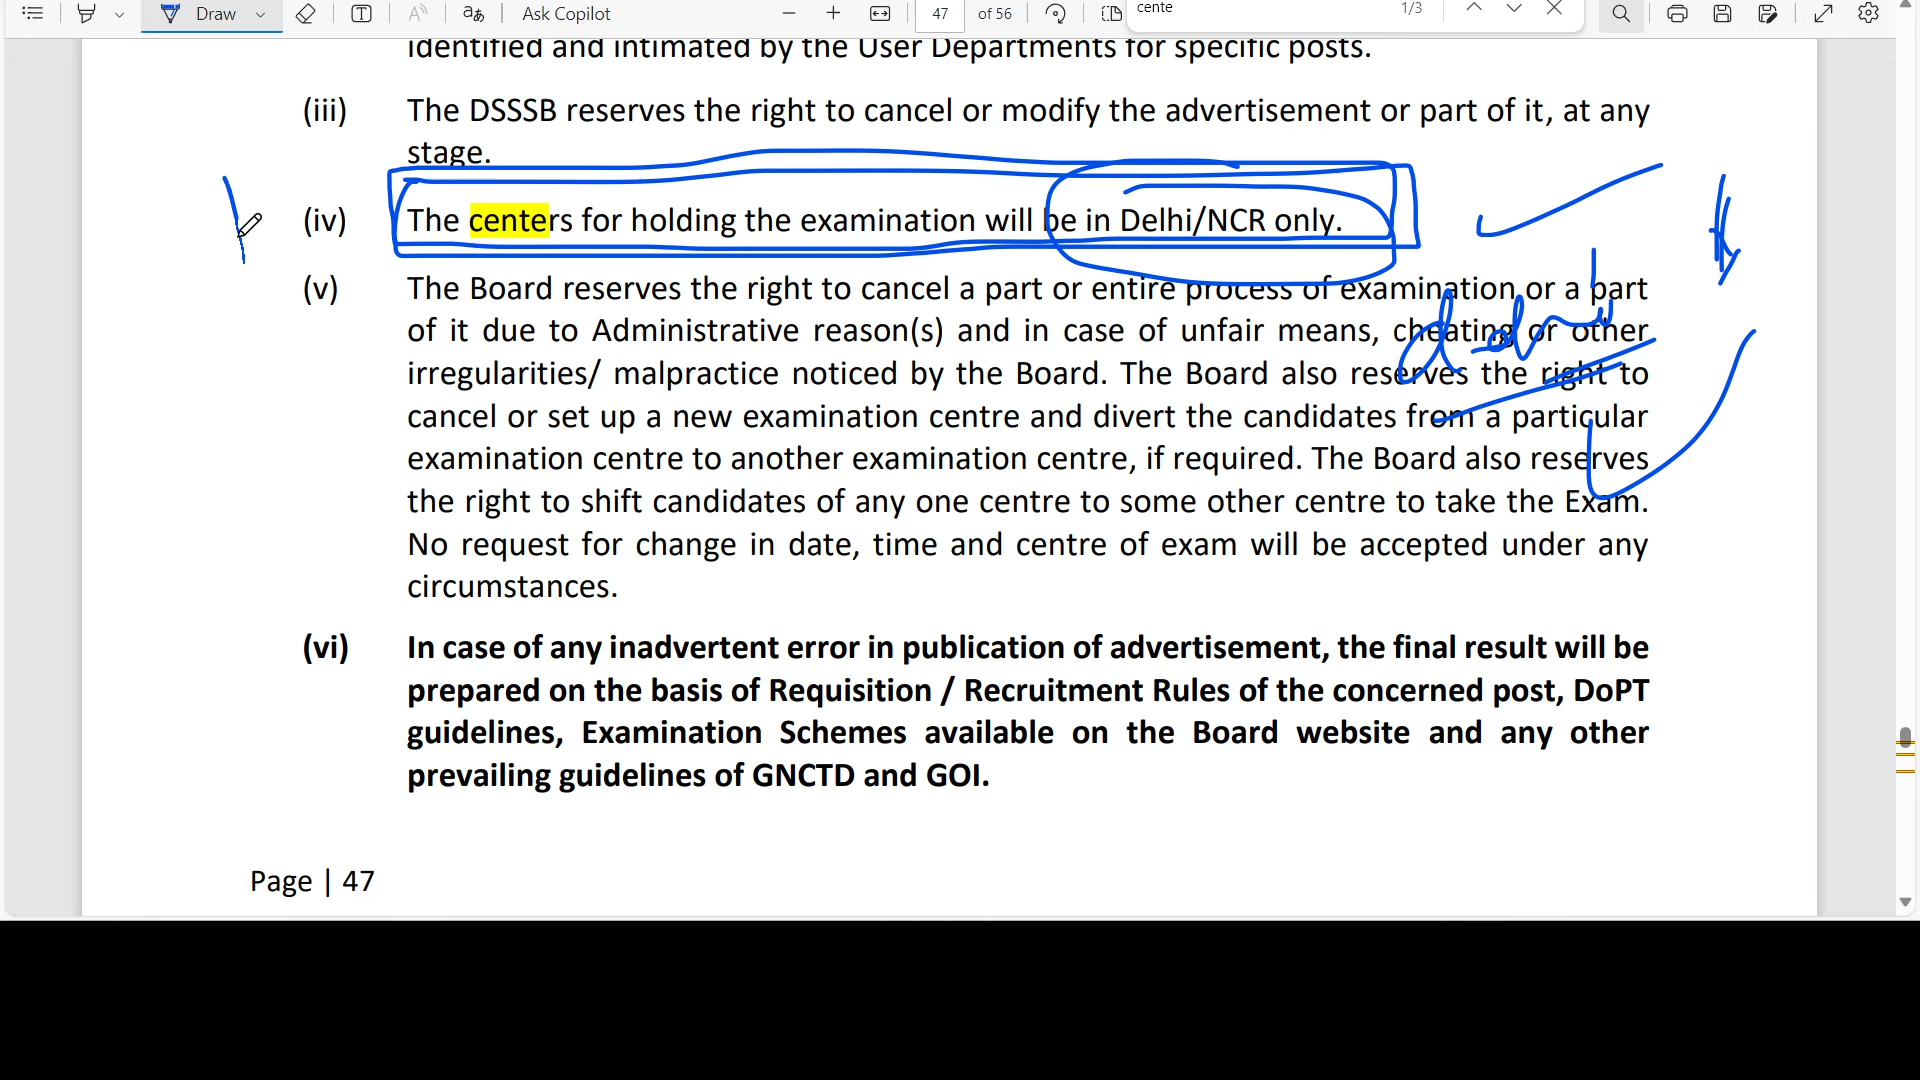 Draw
Ask Copilot
47 of 56
cente 1/3
identified and intimated by the User Departments for specific posts.
(iii) The DSSSB reserves the right to cancel or modify the advertisement or part of it, at any
stage.
(iv) The centers for holding the examination will be in Delhi/NCR only.
(v) The Board reserves the right to cancel a part or entire process of examination or a part
of it due to Administrative reason(s) and in case of unfair means, cheating or other
irregularities/ malpractice noticed by the Board. The Board also reserves the right to
cancel or set up a new examination centre and divert the candidates from a particular
examination centre to another examination centre, if required. The Board also reserves
the right to shift candidates of any one centre to some other centre to take the Exam.
No request for change in date, time and centre of exam will be accepted under any
circumstances.
(vi) In case of any inadvertent error in publication of advertisement, the final result will be
prepared on the basis of Requisition / Recruitment Rules of the concerned post, DoPT
guidelines, Examination Schemes available on the Board website and any other
prevailing guidelines of GNCTD and GOI.
Page | 47